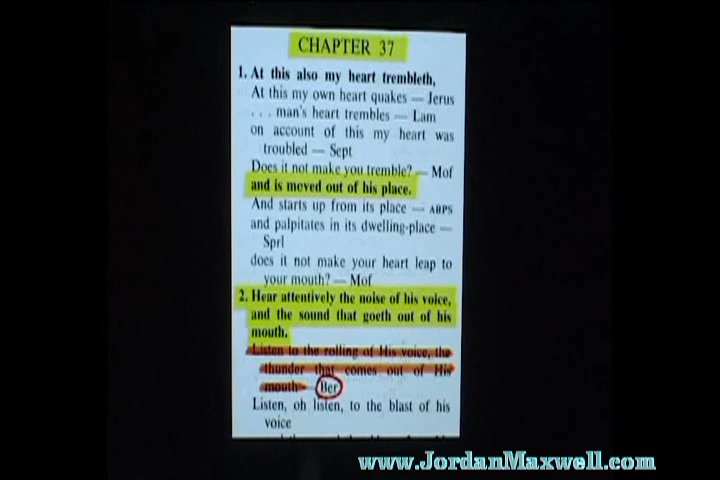 CHAPTER 37
1. At this also my heart trembleth,
At this my own heart quakes — Jerus
. . . man's heart trembles — Lam
on account of this my heart was
troubled — Sept
Does it not make you tremble? — Mof
and is moved out of his place.
And starts up from its place — ABPS
and palpitates in its dwelling-place —
Sprl
does it not make your heart leap to
your mouth? — Mof
2. Hear attentively the noise of his voice,
and the sound that goeth out of his
mouth.
Listen to the rolling of His voice, the
thunder that comes out of His
mouth— Ber
Listen, oh listen, to the blast of his
voice
www.JordanMaxwell.com